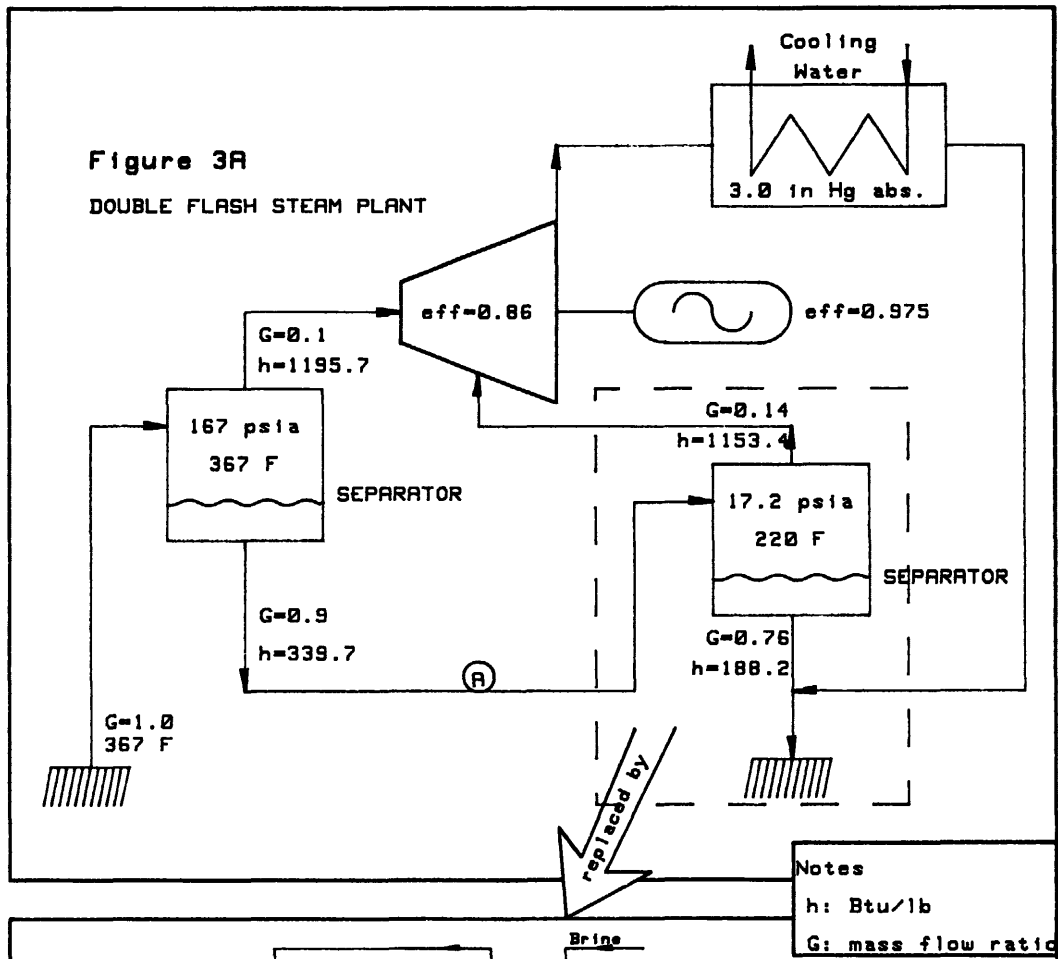 Cooling
Water
3.0 in Hg abs.
Figure 3A
DOUBLE FLASH STEAM PLANT
eff=0.86
eff=0.975
G=0.1
h=1195.7
167 psia
367 F
SEPARATOR
G=0.14
h=1153.4
17.2 psia
220 F
SEPARATOR
G=0.9
h=339.7
G=0.76
h=188.2
A
G=1.0
367 F
replaced by
Notes
h: Btu/lb
G: mass flow ratio
Brine